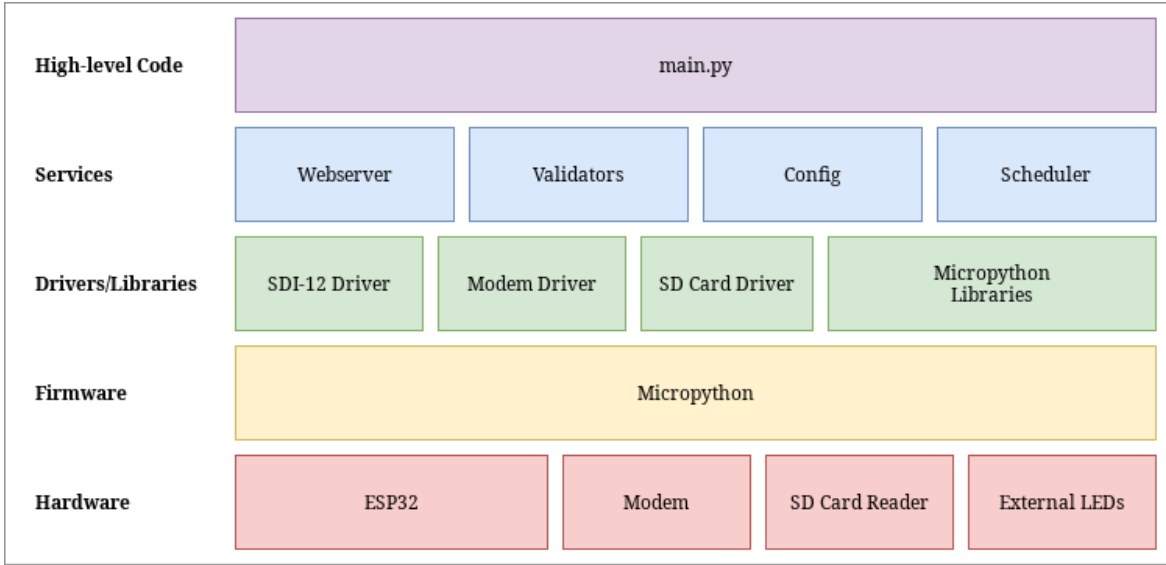 High-level Code
main.py
Services
Webserver
Validators
Config
Scheduler
Drivers/Libraries
SDI-12 Driver
Modem Driver
SD Card Driver
Micropython
Libraries
Firmware
Micropython
Hardware
ESP32
Modem
SD Card Reader
External LEDs